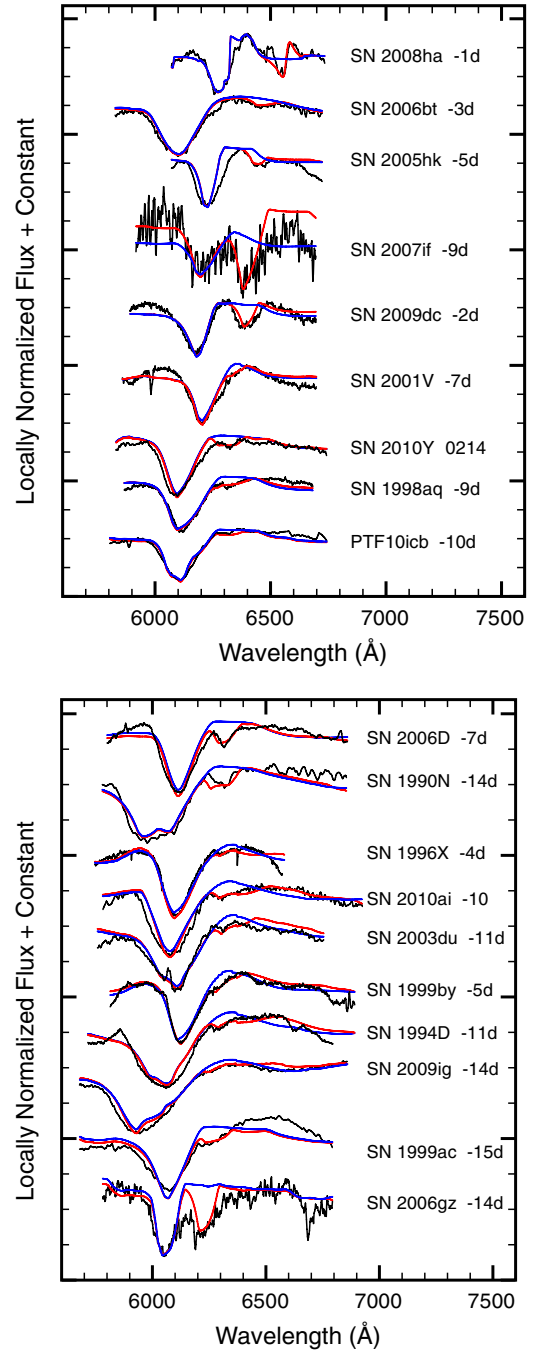 SN 2008ha -1d
SN 2006bt -3d
SN 2005hk -5d
SN 2007if -9d
SN 2009dc -2d
SN 2001V -7d
SN 2010Y 0214
SN 1998aq -9d
PTF10icb -10d
Locally Normalized Flux + Constant
6000 6500 7000 7500
Wavelength (Å)
SN 2006D -7d
SN 1990N -14d
SN 1996X -4d
SN 2010ai -10
SN 2003du -11d
SN 1999by -5d
SN 1994D -11d
SN 2009ig -14d
SN 1999ac -15d
SN 2006gz -14d
Locally Normalized Flux + Constant
6000 6500 7000 7500
Wavelength (Å)